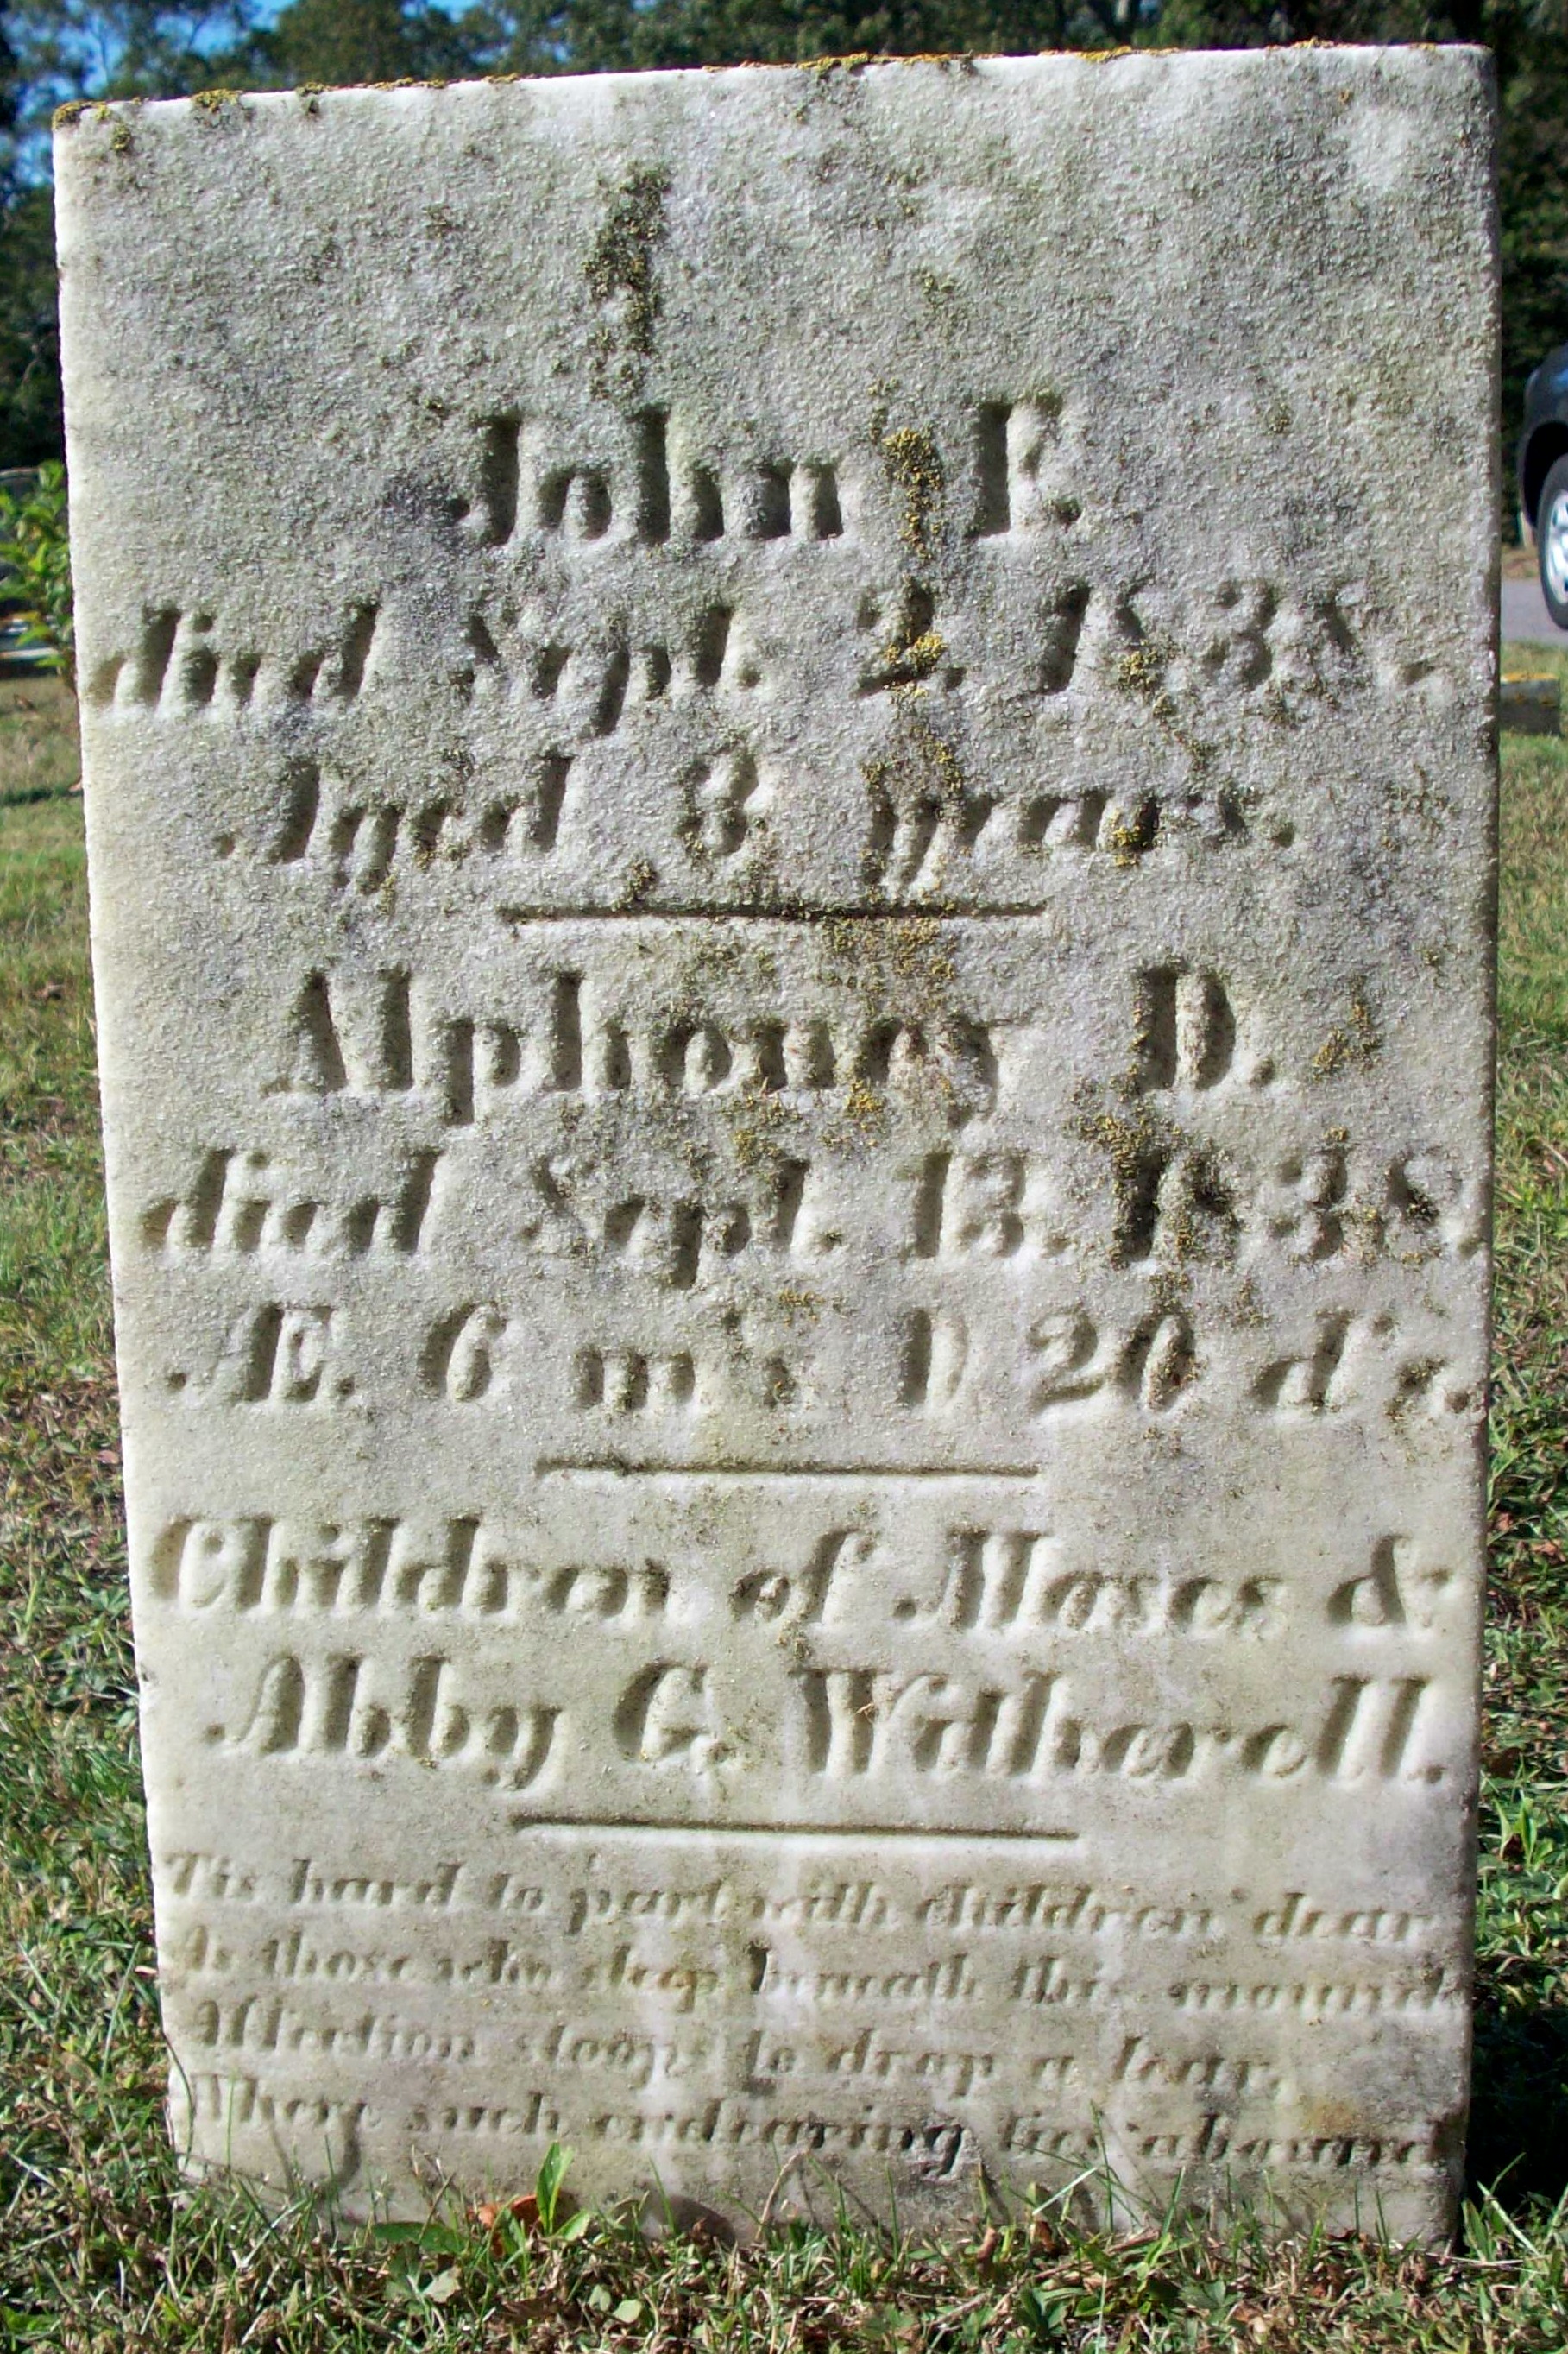 John F.
died Sept. 2, 1838,
Aged 3 Years.
Alphoney D.
died Sept. 13, 1838,
Æ. 6 m's & 20 d's.
Children of Moses &
Abby G. Witherell.
Tis hard to part with children dear
As those who sleep beneath this mound
Affection stoops to drop a tear,
Where such endearing ties abound